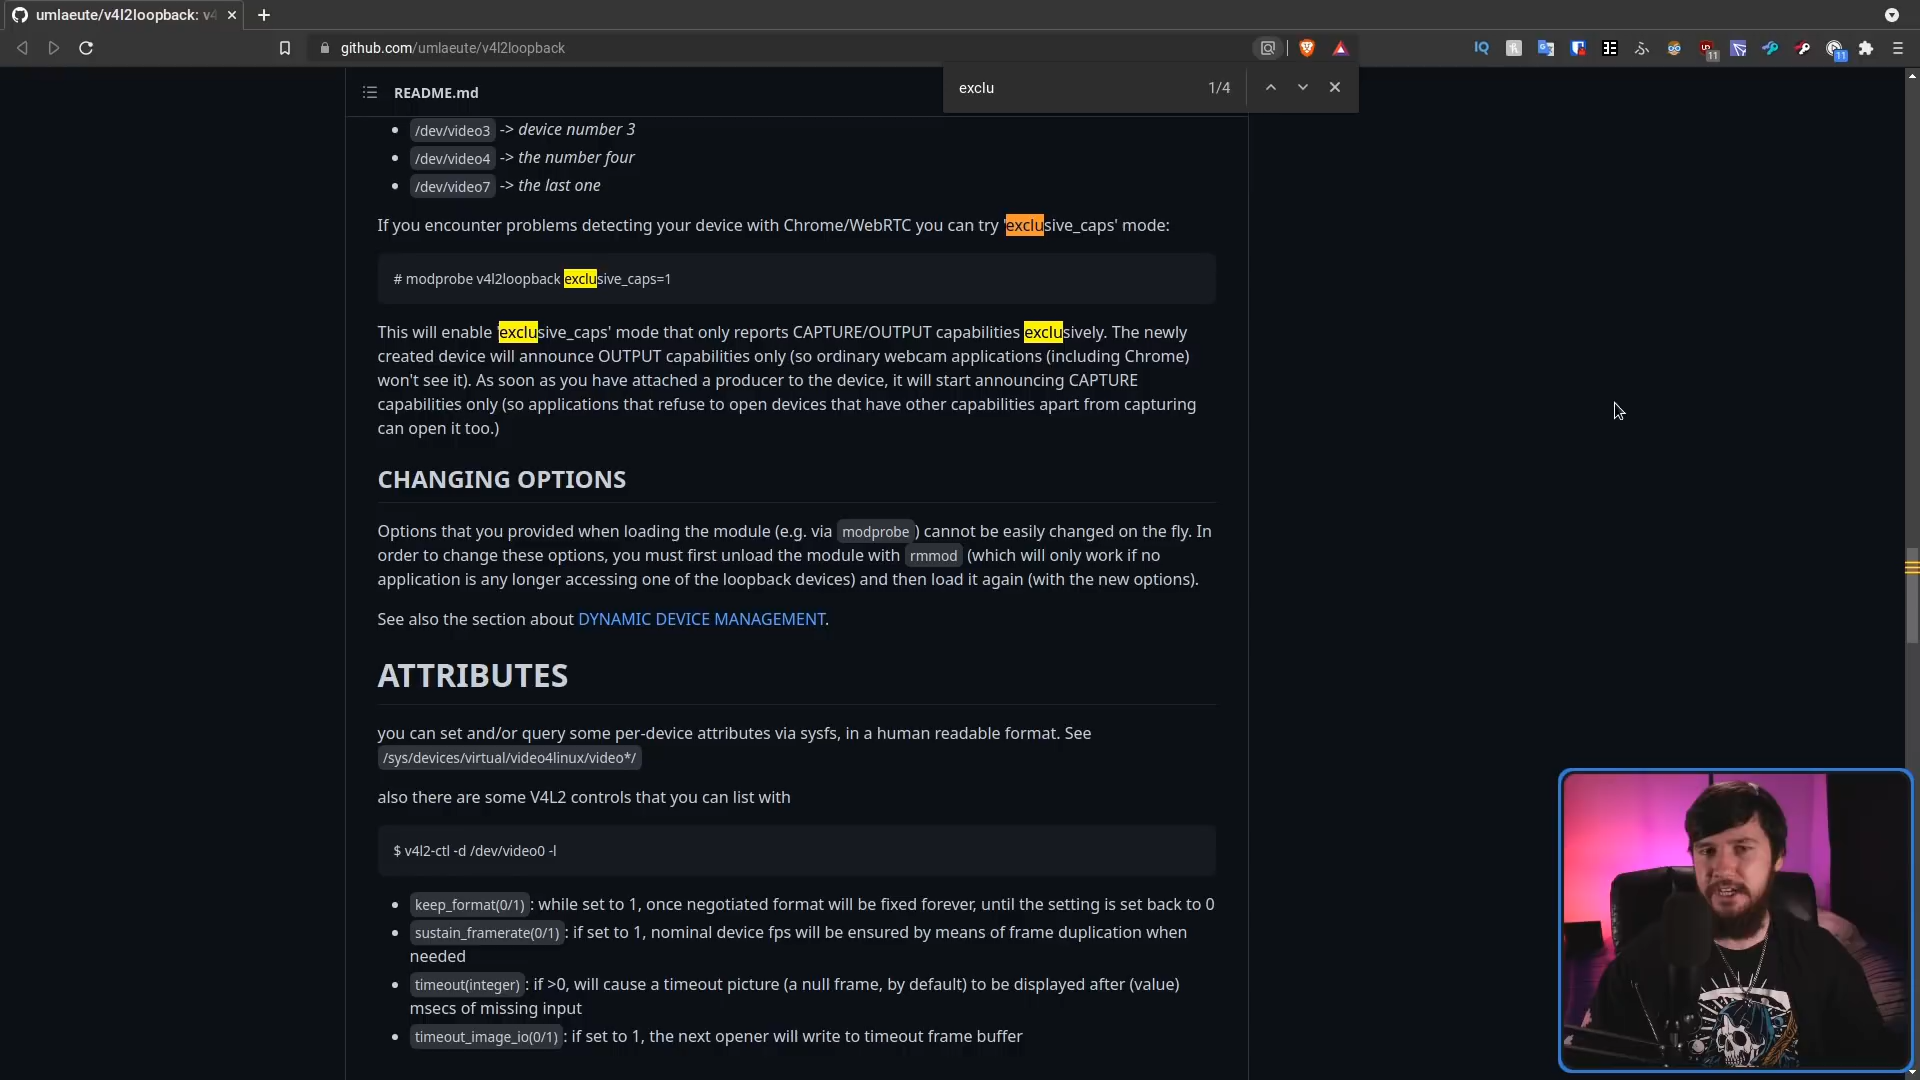 umlaeute/v4l2loopback: v4
github.com/umlaeute/v4l2loopback
IQ
11
11
exclu
1/4
README.md
/dev/video3 -> device number 3
/dev/video4 -> the number four
/dev/video7 -> the last one
If you encounter problems detecting your device with Chrome/WebRTC you can try 'exclusive_caps' mode:
# modprobe v4l2loopback exclusive_caps=1
This will enable 'exclusive_caps' mode that only reports CAPTURE/OUTPUT capabilities exclusively. The newly
created device will announce OUTPUT capabilities only (so ordinary webcam applications (including Chrome)
won't see it). As soon as you have attached a producer to the device, it will start announcing CAPTURE
capabilities only (so applications that refuse to open devices that have other capabilities apart from capturing
can open it too.)
CHANGING OPTIONS
Options that you provided when loading the module (e.g. via modprobe ) cannot be easily changed on the fly. In
order to change these options, you must first unload the module with rmmod (which will only work if no
application is any longer accessing one of the loopback devices) and then load it again (with the new options).
See also the section about DYNAMIC DEVICE MANAGEMENT.
ATTRIBUTES
you can set and/or query some per-device attributes via sysfs, in a human readable format. See
/sys/devices/virtual/video4linux/video*/
also there are some V4L2 controls that you can list with
$ v4l2-ctl -d /dev/video0 -l
keep_format(0/1) : while set to 1, once negotiated format will be fixed forever, until the setting is set back to 0
sustain_framerate(0/1) : if set to 1, nominal device fps will be ensured by means of frame duplication when
needed
timeout(integer) : if >0, will cause a timeout picture (a null frame, by default) to be displayed after (value)
msecs of missing input
timeout_image_io(0/1) : if set to 1, the next opener will write to timeout frame buffer